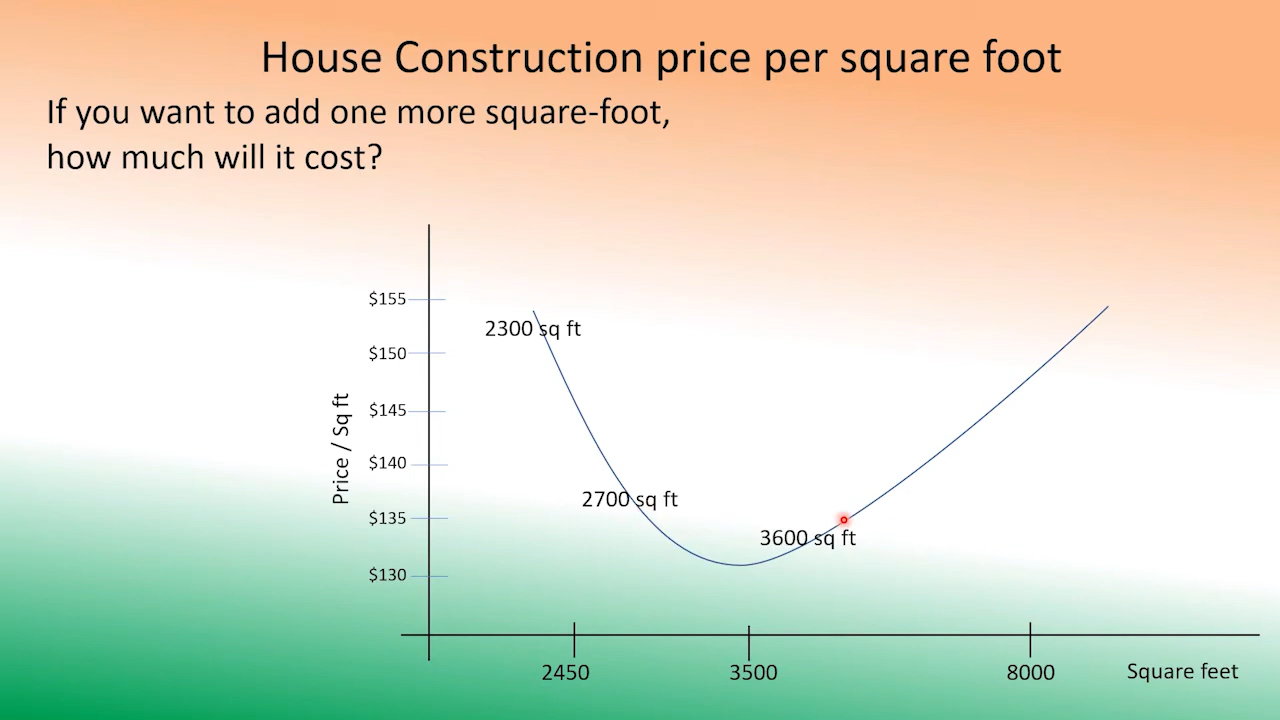 House Construction price per square foot
If you want to add one more square-foot,
how much will it cost?
$155
2300 sq ft
$150
$145
Price / Sq ft
$140
2700 sq ft
$135
3600 sq ft
$130
2450
3500
8000
Square feet